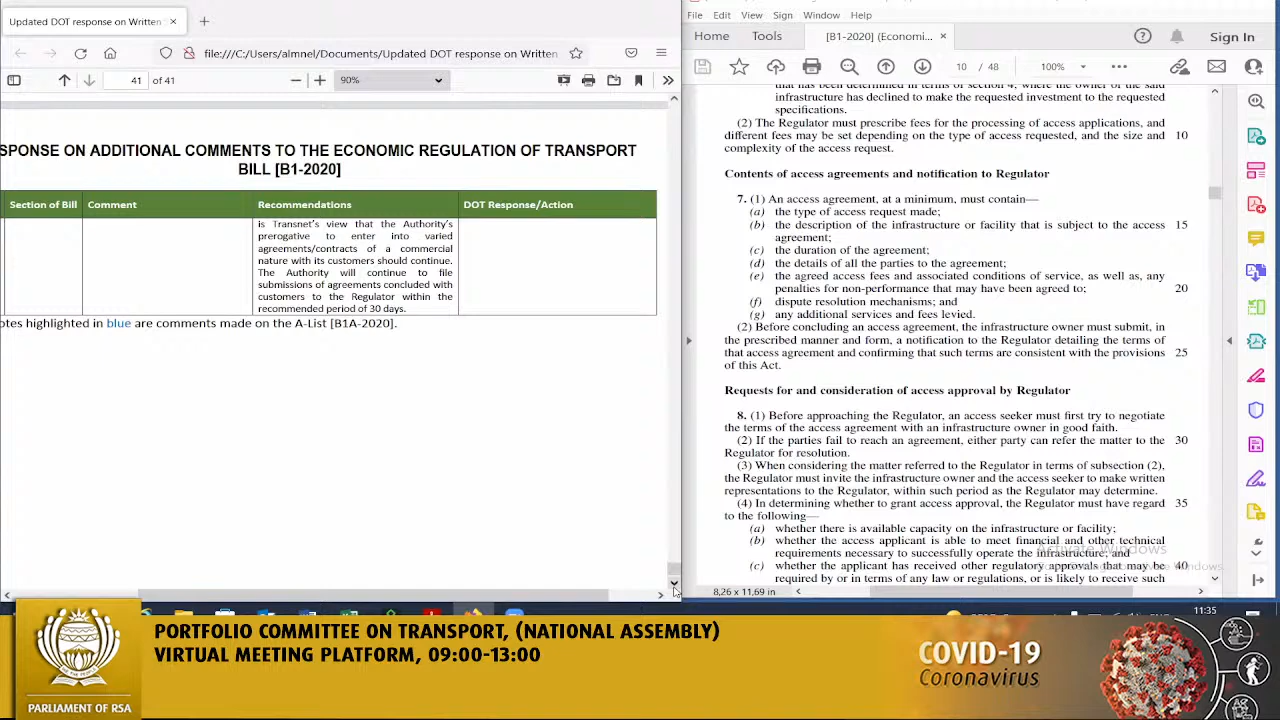 Updated DOT response on Written
file:///C:/Users/almnel/Documents/Updated DOT response on Written
41 of 41
90%
SPONSE ON ADDITIONAL COMMENTS TO THE ECONOMIC REGULATION OF TRANSPORT
BILL [B1-2020]
Section of Bill Comment Recommendations DOT Response/Action
is Transnet's view that the Authority's
prerogative to enter into varied
agreements/contracts of a commercial
nature with its customers should continue.
The Authority will continue to file
submissions of agreements concluded with
customers to the Regulator within the
recommended period of 30 days.
otes highlighted in blue are comments made on the A-List [B1A-2020].
File Edit View Sign Window Help
Home Tools [B1-2020] (Economi... Sign In
10 / 48 100%
that has been determined in terms of section 4, where the owner of the said
infrastructure has declined to make the requested investment to the requested
specifications.
(2) The Regulator must prescribe fees for the processing of access applications, and
different fees may be set depending on the type of access requested, and the size and 10
complexity of the access request.
Contents of access agreements and notification to Regulator
7. (1) An access agreement, at a minimum, must contain—
(a) the type of access request made;
(b) the description of the infrastructure or facility that is subject to the access 15
agreement;
(c) the duration of the agreement;
(d) the details of all the parties to the agreement;
(e) the agreed access fees and associated conditions of service, as well as, any
penalties for non-performance that may have been agreed to; 20
(f) dispute resolution mechanisms; and
(g) any additional services and fees levied.
(2) Before concluding an access agreement, the infrastructure owner must submit, in
the prescribed manner and form, a notification to the Regulator detailing the terms of
that access agreement and confirming that such terms are consistent with the provisions 25
of this Act.
Requests for and consideration of access approval by Regulator
8. (1) Before approaching the Regulator, an access seeker must first try to negotiate
the terms of the access agreement with an infrastructure owner in good faith.
(2) If the parties fail to reach an agreement, either party can refer the matter to the 30
Regulator for resolution.
(3) When considering the matter referred to the Regulator in terms of subsection (2),
the Regulator must invite the infrastructure owner and the access seeker to make written
representations to the Regulator, within such period as the Regulator may determine.
(4) In determining whether to grant access approval, the Regulator must have regard 35
to the following—
(a) whether there is available capacity on the infrastructure or facility;
(b) whether the access applicant is able to meet financial and other technical
requirements necessary to successfully operate the infrastructure; and
Activate Windows
(c) whether the applicant has received other regulatory approvals that may be 40
required by or in terms of any law or regulations, or is likely to receive such
8,26 x 11,69 in
11:35
PORTFOLIO COMMITTEE ON TRANSPORT, (NATIONAL ASSEMBLY)
VIRTUAL MEETING PLATFORM, 09:00-13:00
PARLIAMENT OF RSA
COVID-19
Coronavirus